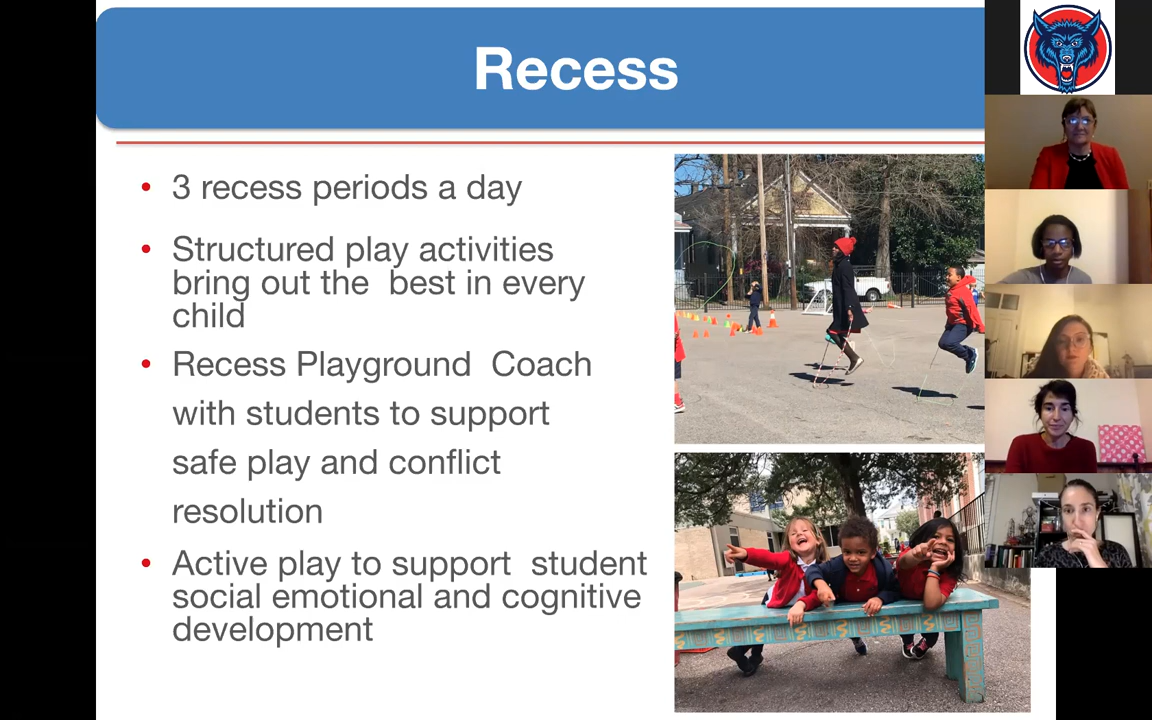 Recess
• 3 recess periods a day
• Structured play activities
bring out the  best in every
child
• Recess Playground  Coach
with students to support
safe play and conflict
resolution
• Active play to support  student
social emotional and cognitive
development